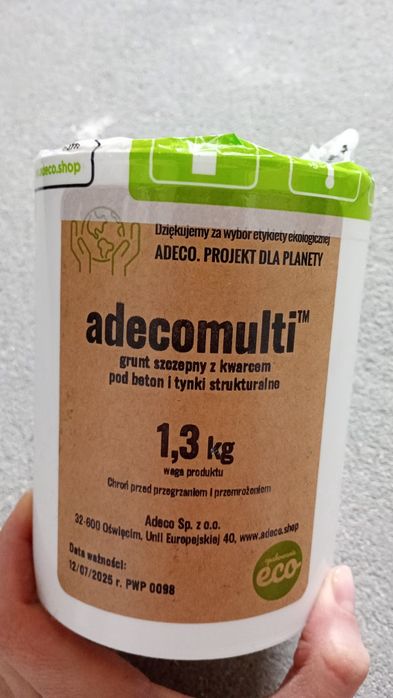 adeco.shop
Dziękujemy za wybór etykiety ekologicznej
ADECO. PROJEKT DLA PLANETY
adecomulti™
grunt szczepny z kwarcem
pod beton i tynki strukturalne
1,3 kg
waga produktu
Chroń przed przegrzaniem i przemrożeniem
Adeco Sp. z o.o.
32-600 Oświęcim, Unii Europejskiej 40, www.adeco.shop
Data ważności:
12/07/2025 r. PWP 0098
eco